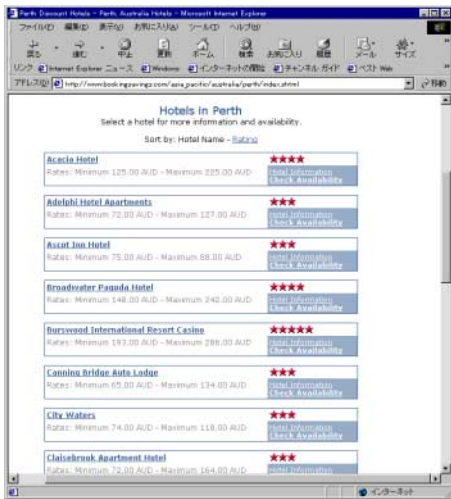 Perth Discount Hotels - Perth, Australia Hotels - Microsoft Internet Explorer
ファイル(F) 編集(E) 表示(V) お気に入り(A) ツール(T) ヘルプ(H)
戻る 進む 中止 更新 ホーム 検索 お気に入り 履歴 メール サイズ
リンク Internet Explorer ニュース Windows インターネットの開始 チャンネル ガイド ベスト Web
アドレス(D) http://www.bookingsavings.com/asia_pacific/australia/perth/index.shtml 移動
Hotels in Perth
Select a hotel for more information and availability.
Sort by: Hotel Name - Rating
Acacia Hotel
Rates: Minimum 125.00 AUD - Maximum 225.00 AUD
Hotel Information
Check Availability
Adelphi Hotel Apartments
Rates: Minimum 72.00 AUD - Maximum 127.00 AUD
Hotel Information
Check Availability
Ascot Inn Hotel
Rates: Minimum 75.00 AUD - Maximum 88.00 AUD
Hotel Information
Check Availability
Broadwater Pagoda Hotel
Rates: Minimum 148.00 AUD - Maximum 242.00 AUD
Hotel Information
Check Availability
Burswood International Resort Casino
Rates: Minimum 193.00 AUD - Maximum 286.00 AUD
Hotel Information
Check Availability
Canning Bridge Auto Lodge
Rates: Minimum 65.00 AUD - Maximum 134.00 AUD
Hotel Information
Check Availability
City Waters
Rates: Minimum 74.00 AUD - Maximum 118.00 AUD
Hotel Information
Check Availability
Claisebrook Apartment Hotel
Rates: Minimum 72.00 AUD - Maximum 164.00 AUD
Hotel Information
インターネット